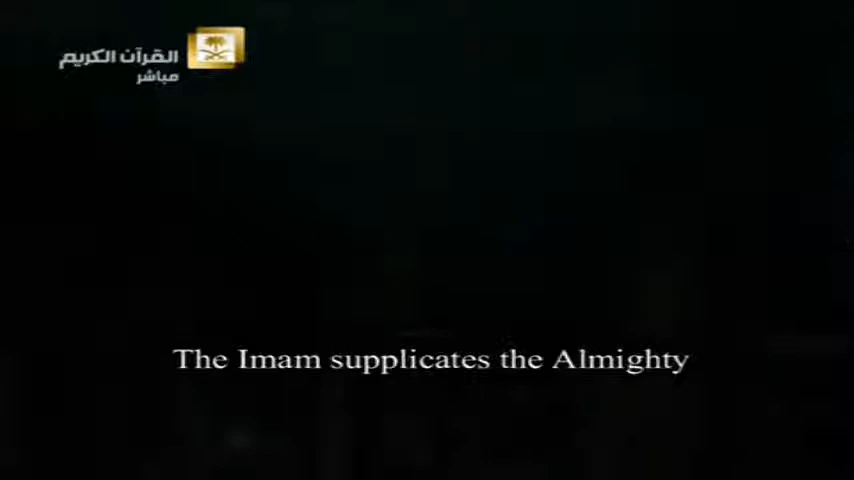 القرآن الكريم
مباشر
The Imam supplicates the Almighty